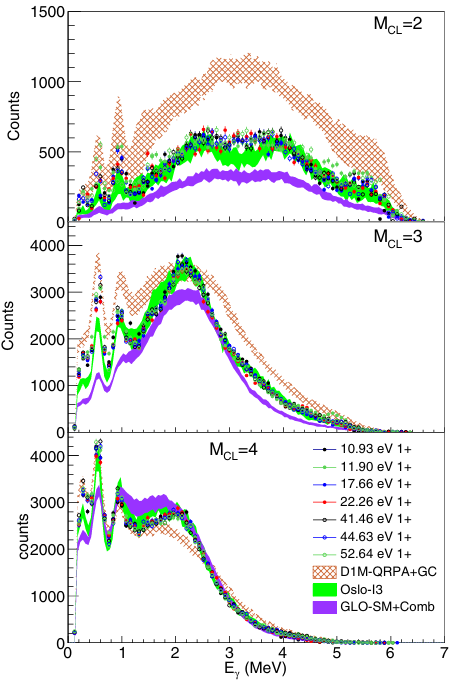 M_CL=2
1500
1000
500
0
Counts
M_CL=3
4000
3000
2000
1000
0
Counts
M_CL=4
4000
3000
2000
1000
0
counts
10.93 eV 1+
11.90 eV 1+
17.66 eV 1+
22.26 eV 1+
41.46 eV 1+
44.63 eV 1+
52.64 eV 1+
D1M-QRPA+GC
Oslo-I3
GLO-SM+Comb
0 1 2 3 4 5 6 7
E_γ (MeV)